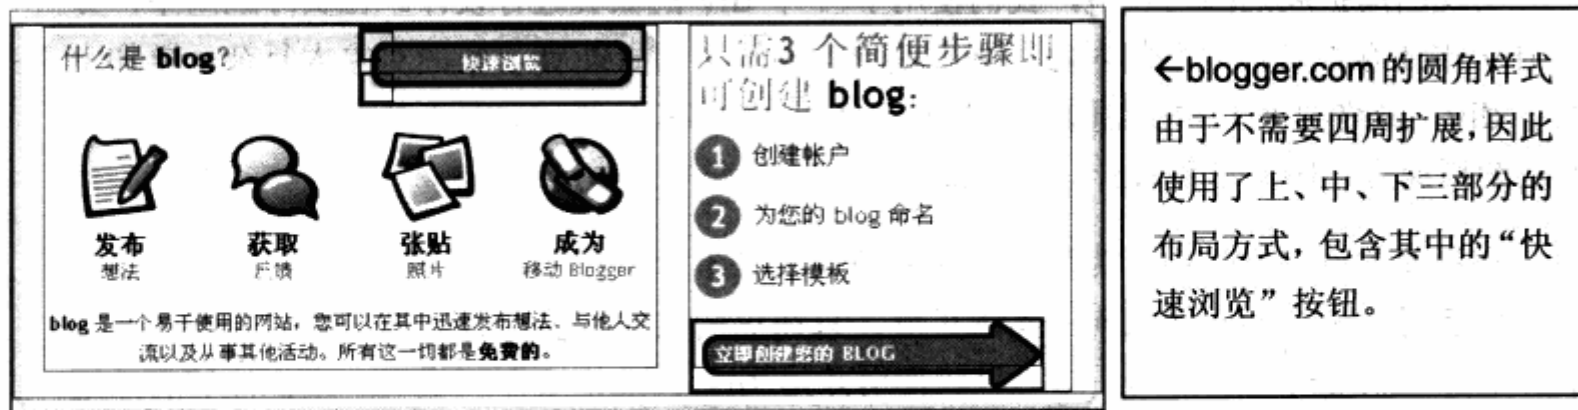 什么是 blog?
快速浏览
发布
想法
获取
反馈
张贴
照片
成为
移动 Blogger
blog 是一个易于使用的网站，您可以在其中迅速发布想法、与他人交
流以及从事其他活动。所有这一切都是免费的。
只需3 个简便步骤即
可创建 blog:
1 创建帐户
2 为您的 blog 命名
3 选择模板
立即创建您的 BLOG
←blogger.com 的圆角样式
由于不需要四周扩展，因此
使用了上、中、下三部分的
布局方式，包含其中的“快
速浏览”按钮。